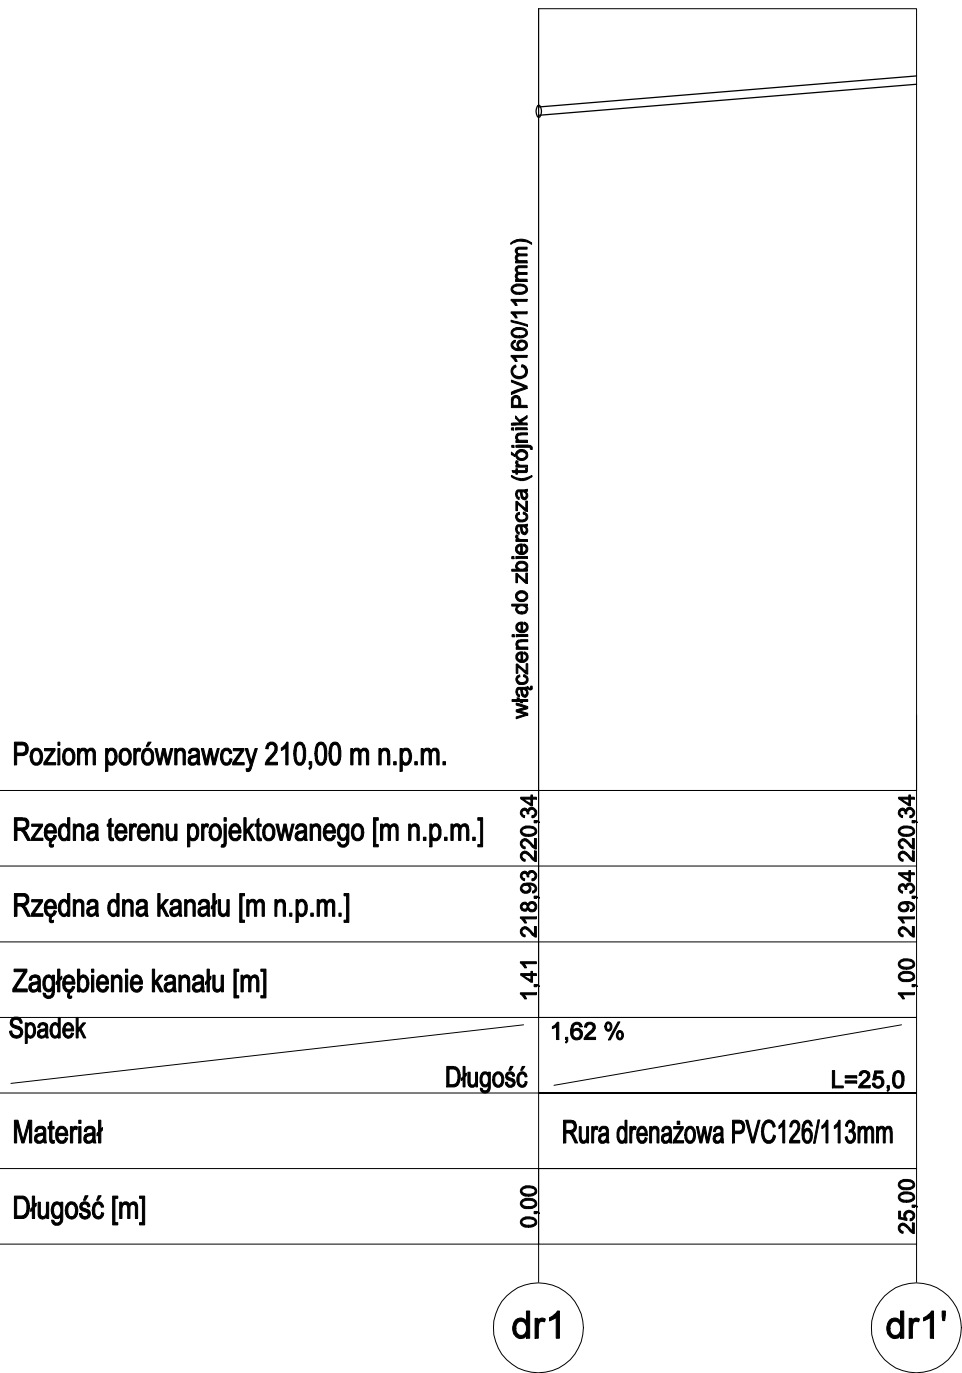 włączenie do zbieracza (trójnik PVC160/110mm)
Poziom porównawczy 210,00 m n.p.m.
Rzędna terenu projektowanego [m n.p.m.] 220,34 220,34
Rzędna dna kanału [m n.p.m.] 218,93 219,34
Zagłębienie kanału [m] 1,41 1,00
Spadek 1,62 %
Długość L=25,0
Materiał Rura drenażowa PVC126/113mm
Długość [m] 0,00 25,00
dr1 dr1'